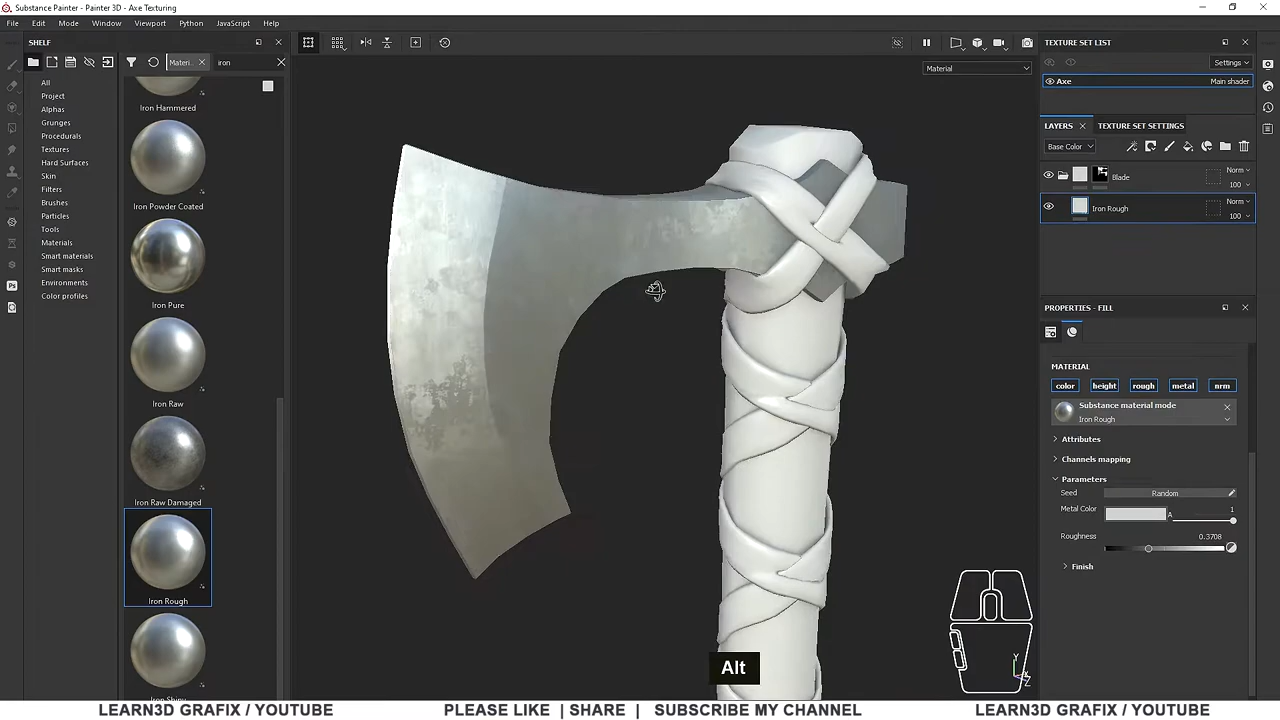 Substance Painter - Painter 3D - Axe Texturing
File Edit Mode Window Viewport Python JavaScript Help
SHELF
Materi...
iron
All
Project
Alphas
Grunges
Procedurals
Textures
Hard Surfaces
Skin
Filters
Brushes
Particles
Tools
Materials
Smart materials
Smart masks
Environments
Color profiles
Iron Hammered
Iron Powder Coated
Iron Pure
Iron Raw
Iron Raw Damaged
Iron Rough
Iron Shiny
Material
Alt
Y
Z
TEXTURE SET LIST
Settings
Axe
Main shader
LAYERS
TEXTURE SET SETTINGS
Base Color
Blade
Norm
100
Iron Rough
Norm
100
PROPERTIES - FILL
MATERIAL
color height rough metal nrm
Substance material mode
Iron Rough
Attributes
Channels mapping
Parameters
Seed
Random
Metal Color
A
1
Roughness
0.3708
Finish
LEARN3D GRAFIX / YOUTUBE
PLEASE LIKE | SHARE | SUBSCRIBE MY CHANNEL
LEARN3D GRAFIX / YOUTUBE